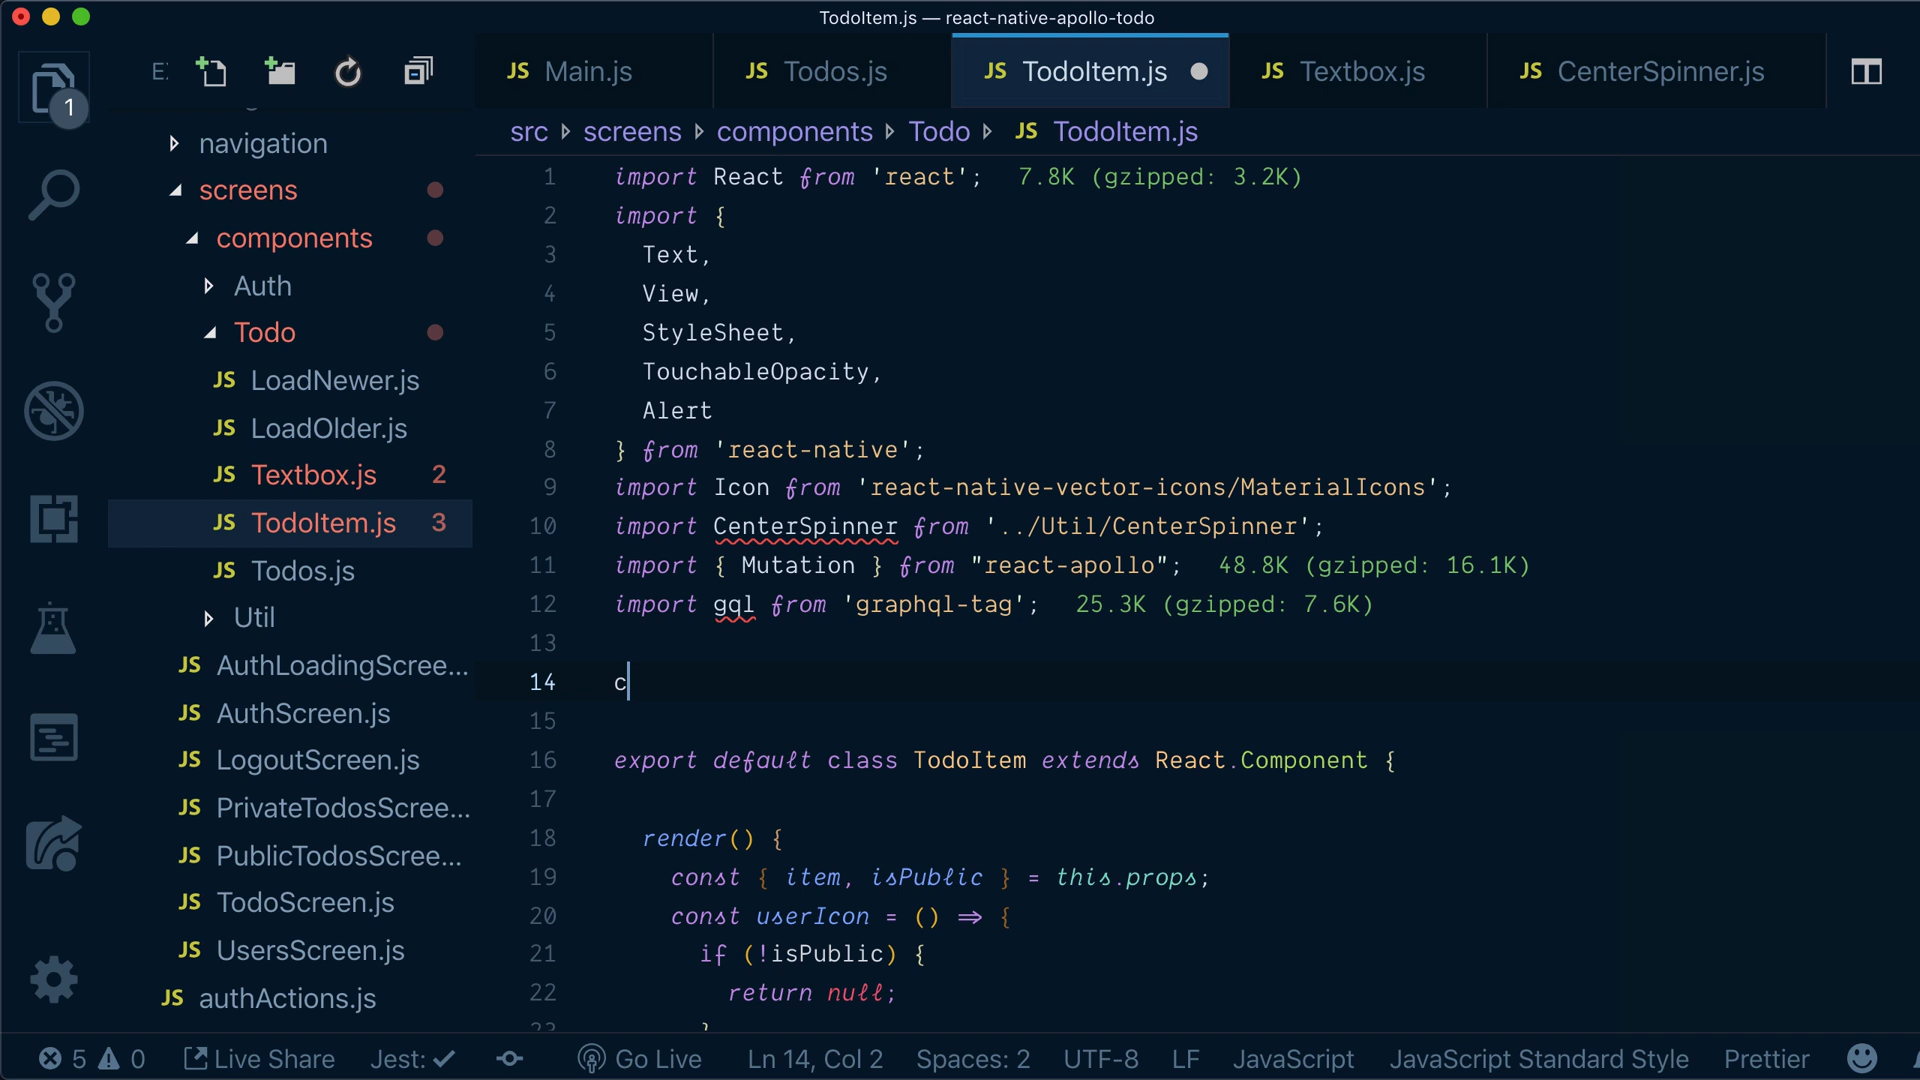 TodoItem.js — react-native-apollo-todo
1
E:
JS Main.js
JS Todos.js
JS TodoItem.js
JS Textbox.js
JS CenterSpinner.js
src screens components Todo JS TodoItem.js
navigation
screens
components
Auth
Todo
JS LoadNewer.js
JS LoadOlder.js
JS Textbox.js 2
JS TodoItem.js 3
JS Todos.js
Util
JS AuthLoadingScree...
JS AuthScreen.js
JS LogoutScreen.js
JS PrivateTodosScree...
JS PublicTodosScree...
JS TodoScreen.js
JS UsersScreen.js
JS authActions.js
1 import React from 'react'; 7.8K (gzipped: 3.2K)
2 import {
3 Text,
4 View,
5 StyleSheet,
6 TouchableOpacity,
7 Alert
8 } from 'react-native';
9 import Icon from 'react-native-vector-icons/MaterialIcons';
10 import CenterSpinner from '../Util/CenterSpinner';
11 import { Mutation } from "react-apollo"; 48.8K (gzipped: 16.1K)
12 import gql from 'graphql-tag'; 25.3K (gzipped: 7.6K)
13
14 c
15
16 export default class TodoItem extends React.Component {
17
18 render() {
19 const { item, isPublic } = this.props;
20 const userIcon = () => {
21 if (!isPublic) {
22 return null;
23 }
5 0 Live Share Jest: Go Live Ln 14, Col 2 Spaces: 2 UTF-8 LF JavaScript JavaScript Standard Style Prettier